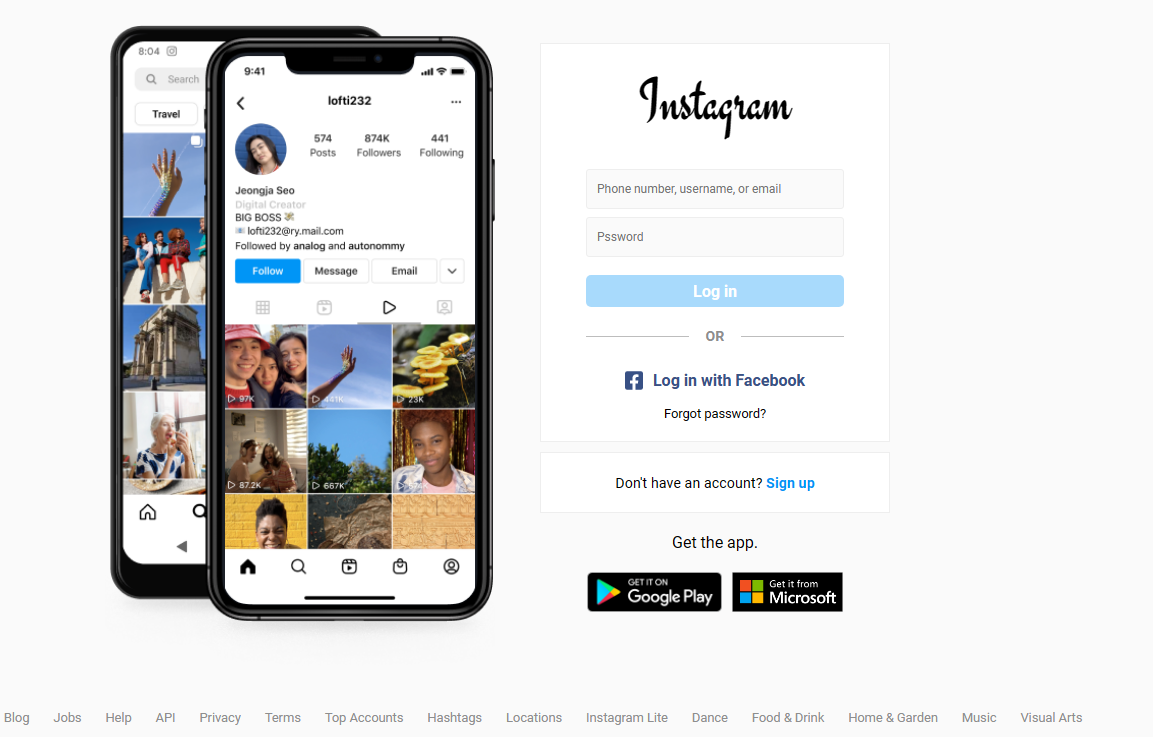 8:04
Search
Travel
9:41
lofti232
574 874K 441
Posts Followers Following
Jeongja Seo
Digital Creator
BIG BOSS
lofti232@ry.mail.com
Followed by analog and autonommy
Follow Message Email
97K 441K 23K
87.2K 667K
Instagram
Phone number, username, or email
Pssword
Log in
OR
Log in with Facebook
Forgot password?
Don't have an account? Sign up
Get the app.
GET IT ON
Google Play
Get it from
Microsoft
Blog Jobs Help API Privacy Terms Top Accounts Hashtags Locations Instagram Lite Dance Food & Drink Home & Garden Music Visual Arts